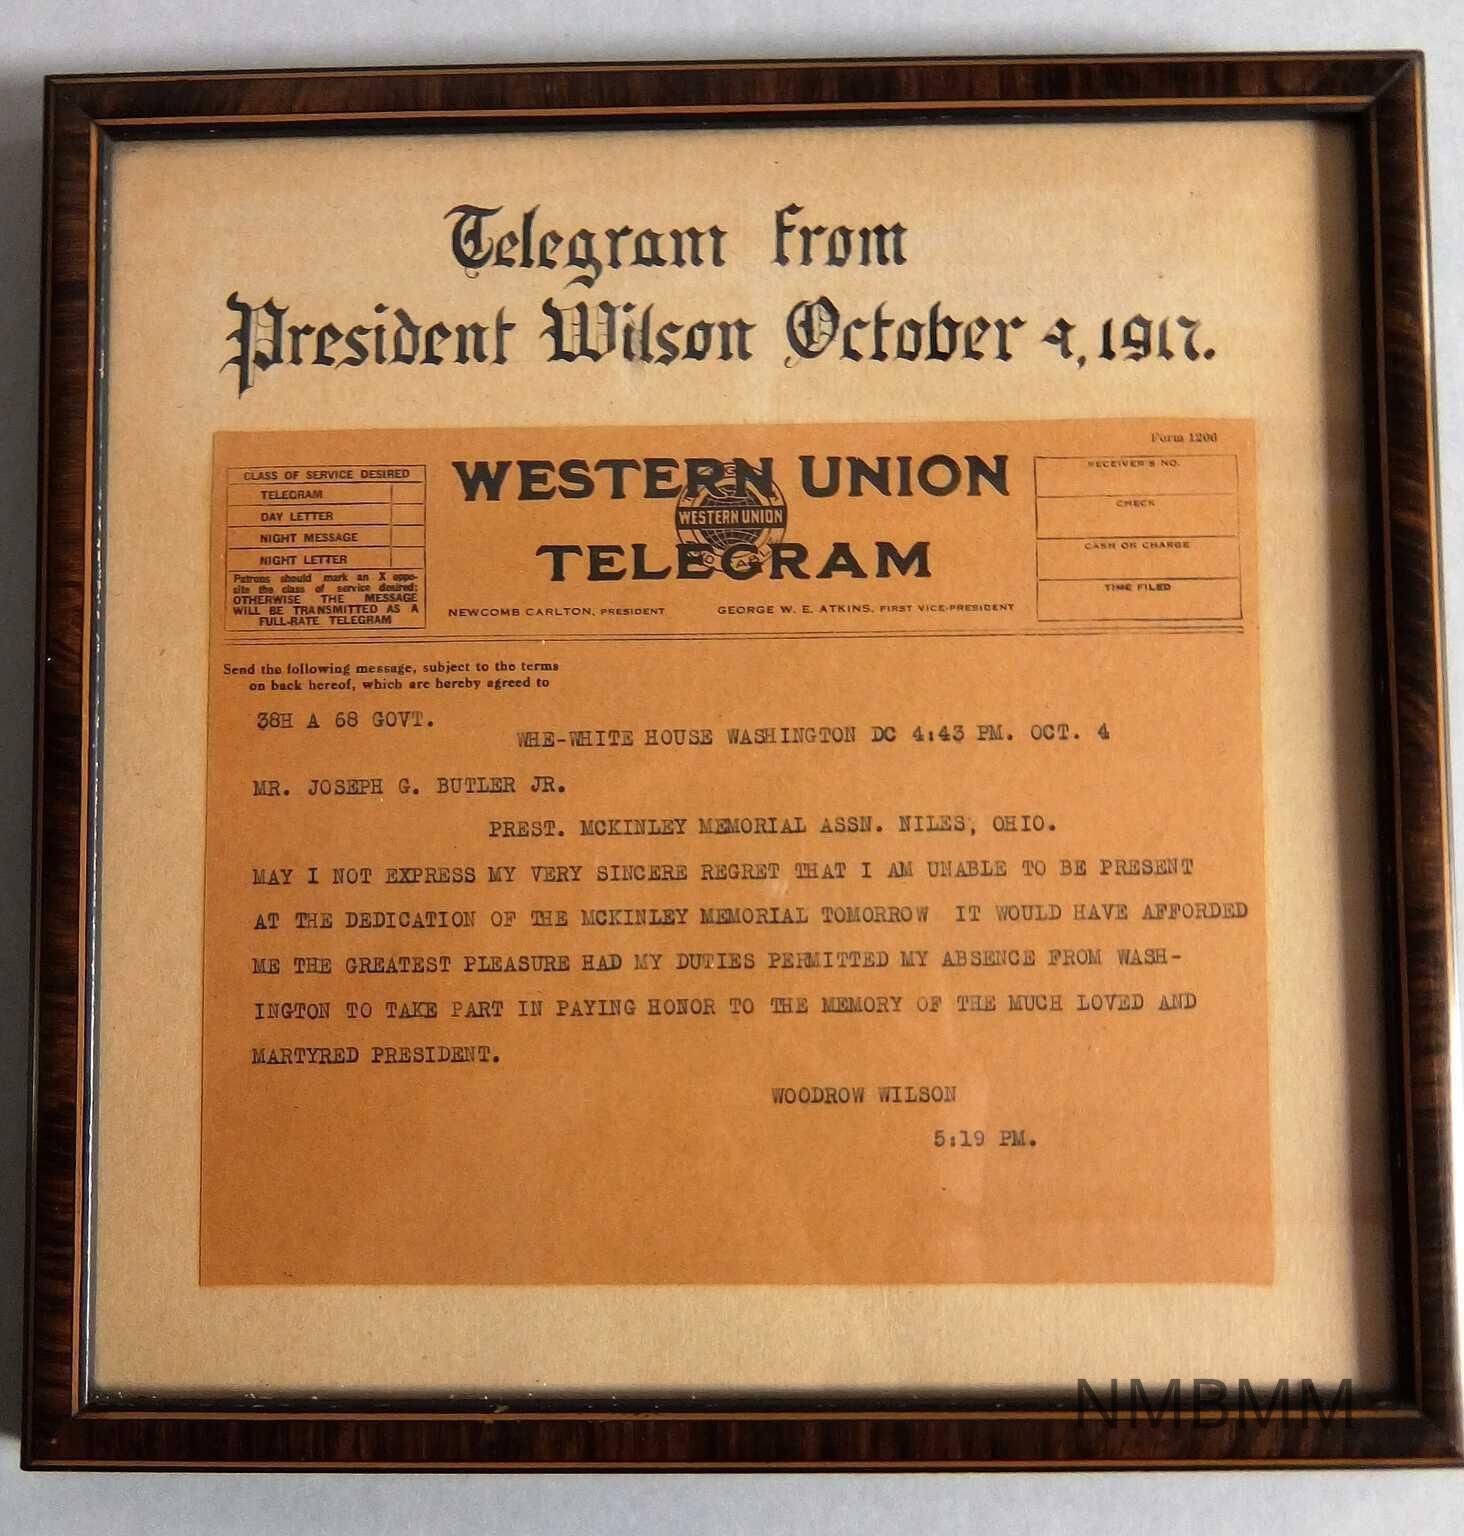 Telegram from
President Wilson October 4, 1917.
Form 1206
CLASS OF SERVICE DESIRED
TELEGRAM
DAY LETTER
NIGHT MESSAGE
NIGHT LETTER
Patrons should mark an X oppo-
site the class of service desired;
OTHERWISE THE MESSAGE
WILL BE TRANSMITTED AS A
FULL-RATE TELEGRAM
WESTERN UNION
WESTERN UNION
TELEGRAM
NEWCOMB CARLTON, PRESIDENT GEORGE W. E. ATKINS, FIRST VICE-PRESIDENT
RECEIVER'S NO.
CHECK
CASH OR CHARGE
TIME FILED
Send the following message, subject to the terms
on back hereof, which are hereby agreed to
38H A 68 GOVT.
WHE-WHITE HOUSE WASHINGTON DC 4:43 PM. OCT. 4
MR. JOSEPH G. BUTLER JR.
PREST. MCKINLEY MEMORIAL ASSN. NILES, OHIO.
MAY I NOT EXPRESS MY VERY SINCERE REGRET THAT I AM UNABLE TO BE PRESENT
AT THE DEDICATION OF THE MCKINLEY MEMORIAL TOMORROW IT WOULD HAVE AFFORDED
ME THE GREATEST PLEASURE HAD MY DUTIES PERMITTED MY ABSENCE FROM WASH-
INGTON TO TAKE PART IN PAYING HONOR TO THE MEMORY OF THE MUCH LOVED AND
MARTYRED PRESIDENT.
WOODROW WILSON
5:19 PM.
NMBMM